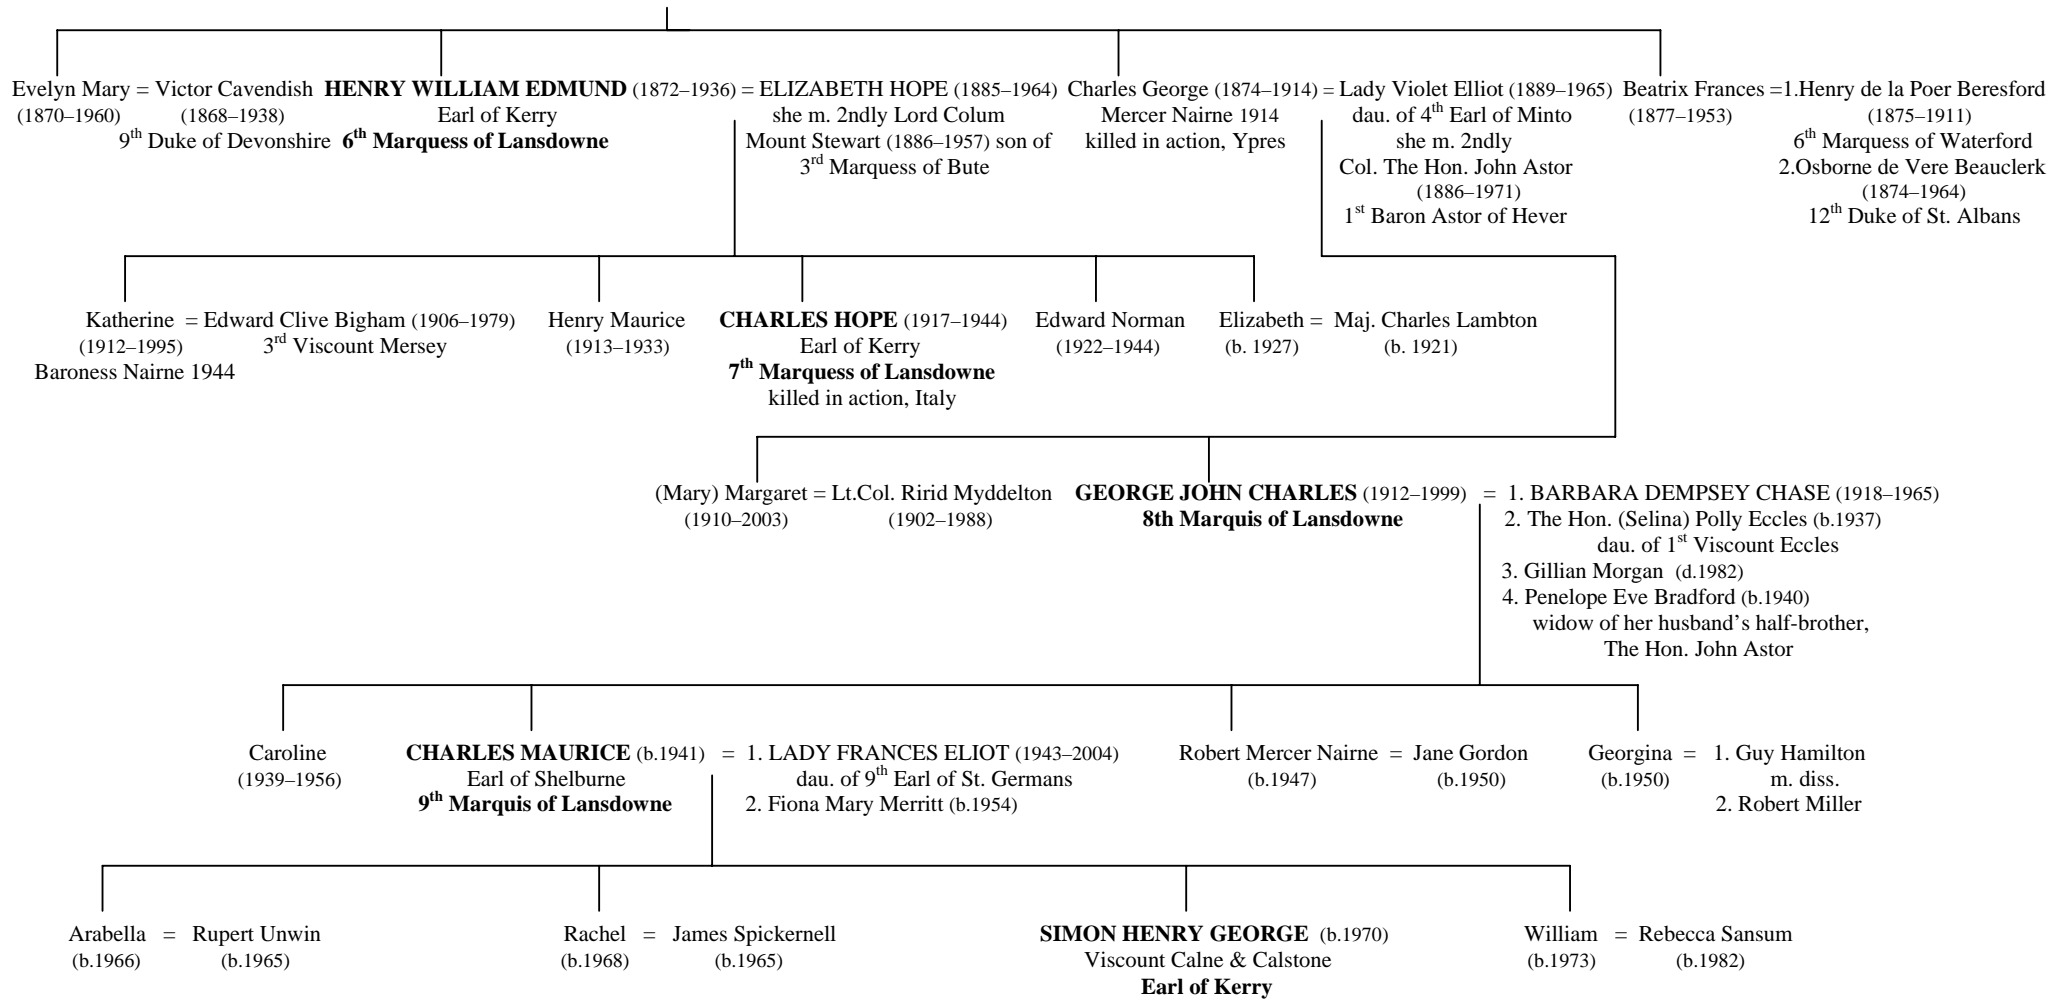 Evelyn Mary = Victor Cavendish HENRY WILLIAM EDMUND (1872–1936) = ELIZABETH HOPE (1885–1964) Charles George (1874–1914) = Lady Violet Elliot (1889–1965) Beatrix Frances =1.Henry de la Poer Beresford
(1870–1960) (1868–1938) Earl of Kerry she m. 2ndly Lord Colum Mercer Nairne 1914 dau. of 4th Earl of Minto (1877–1953) (1875–1911)
9th Duke of Devonshire 6th Marquess of Lansdowne Mount Stewart (1886–1957) son of killed in action, Ypres she m. 2ndly 6th Marquess of Waterford
3rd Marquess of Bute Col. The Hon. John Astor 2.Osborne de Vere Beauclerk
(1886–1971) (1874–1964)
1st Baron Astor of Hever 12th Duke of St. Albans
Katherine = Edward Clive Bigham (1906–1979) Henry Maurice CHARLES HOPE (1917–1944) Edward Norman Elizabeth = Maj. Charles Lambton
(1912–1995) 3rd Viscount Mersey (1913–1933) Earl of Kerry (1922–1944) (b. 1927) (b. 1921)
Baroness Nairne 1944 7th Marquess of Lansdowne
killed in action, Italy
(Mary) Margaret = Lt.Col. Ririd Myddelton GEORGE JOHN CHARLES (1912–1999) = 1. BARBARA DEMPSEY CHASE (1918–1965)
(1910–2003) (1902–1988) 8th Marquis of Lansdowne 2. The Hon. (Selina) Polly Eccles (b.1937)
dau. of 1st Viscount Eccles
3. Gillian Morgan (d.1982)
4. Penelope Eve Bradford (b.1940)
widow of her husband's half-brother,
The Hon. John Astor
Caroline CHARLES MAURICE (b.1941) = 1. LADY FRANCES ELIOT (1943–2004) Robert Mercer Nairne = Jane Gordon Georgina = 1. Guy Hamilton
(1939–1956) Earl of Shelburne dau. of 9th Earl of St. Germans (b.1947) (b.1950) (b.1950) m. diss.
9th Marquis of Lansdowne 2. Fiona Mary Merritt (b.1954) 2. Robert Miller
Arabella = Rupert Unwin Rachel = James Spickernell SIMON HENRY GEORGE (b.1970) William = Rebecca Sansum
(b.1966) (b.1965) (b.1968) (b.1965) Viscount Calne & Calstone (b.1973) (b.1982)
Earl of Kerry